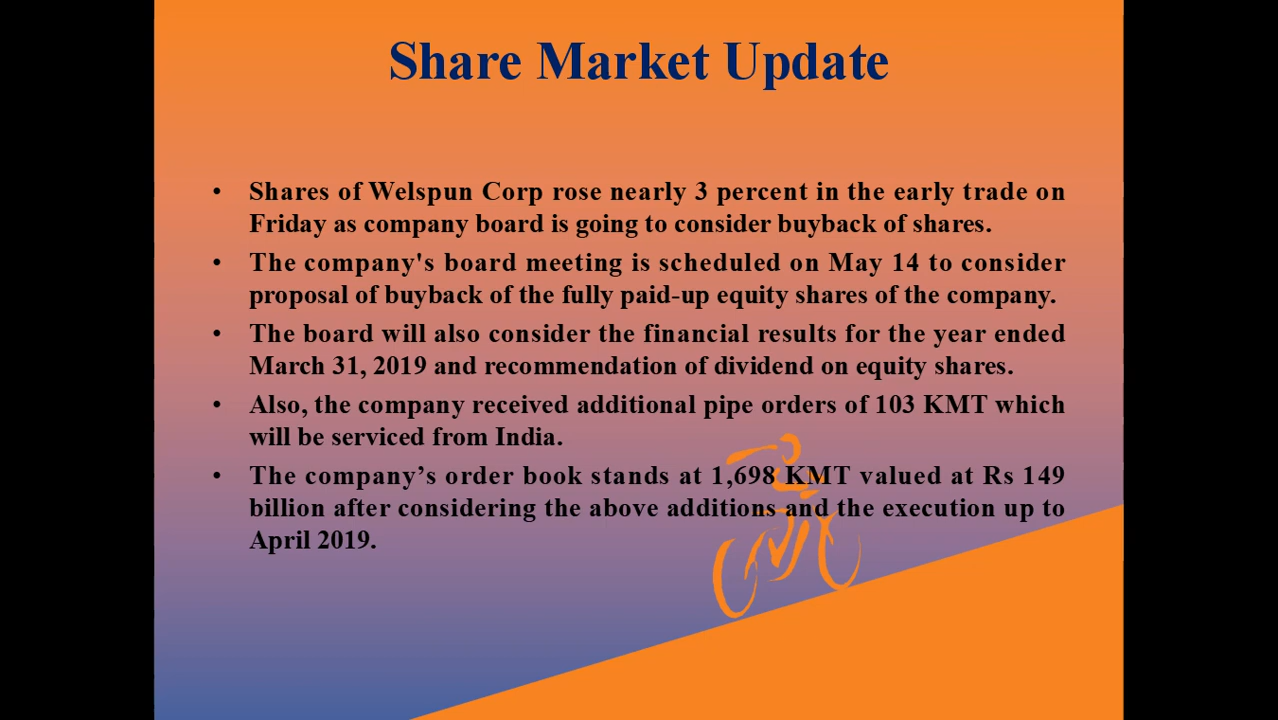 Share Market Update
• Shares of Welspun Corp rose nearly 3 percent in the early trade on
Friday as company board is going to consider buyback of shares.
• The company's board meeting is scheduled on May 14 to consider
proposal of buyback of the fully paid-up equity shares of the company.
• The board will also consider the financial results for the year ended
March 31, 2019 and recommendation of dividend on equity shares.
• Also, the company received additional pipe orders of 103 KMT which
will be serviced from India.
• The company’s order book stands at 1,698 KMT valued at Rs 149
billion after considering the above additions and the execution up to
April 2019.